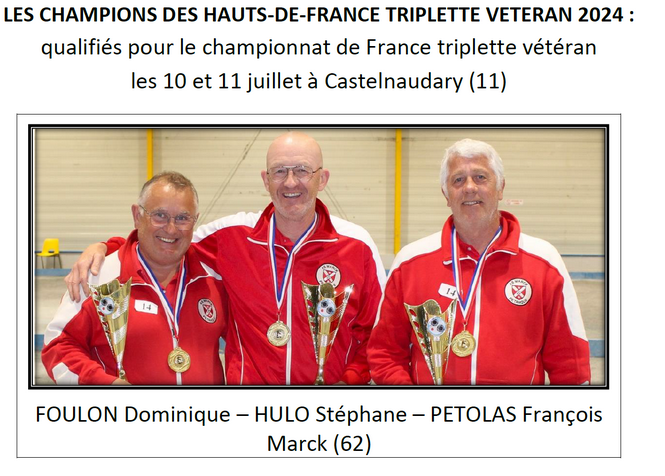 LES CHAMPIONS DES HAUTS-DE-FRANCE TRIPLETTE VETERAN 2024 :
qualifiés pour le championnat de France triplette vétéran
les 10 et 11 juillet à Castelnaudary (11)
14
14
FOULON Dominique – HULO Stéphane – PETOLAS François
Marck (62)